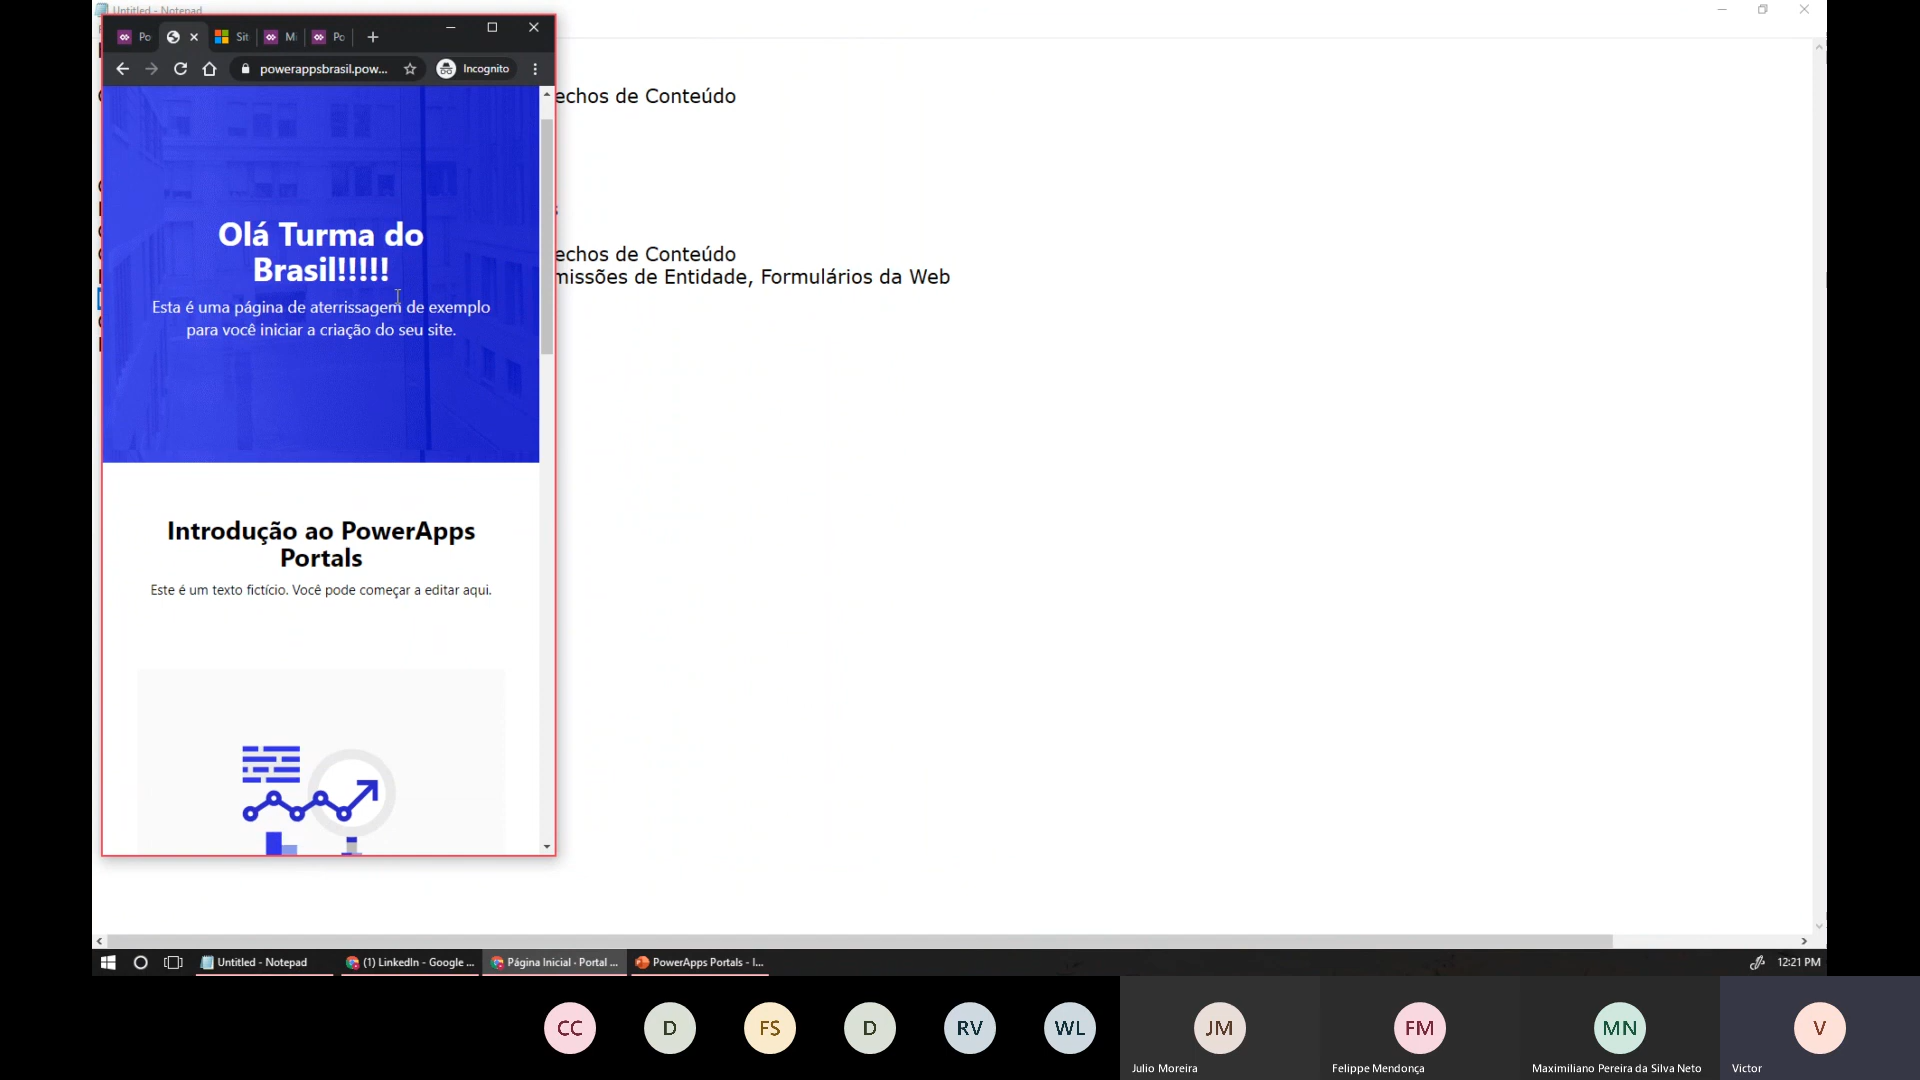 Untitled - Notepad
Po
Sit
Mi
Po
powerappsbrasil.pow...
Incognito
echos de Conteúdo
Olá Turma do
Brasil!!!!!
Esta é uma página de aterrissagem de exemplo
para você iniciar a criação do seu site.
echos de Conteúdo
missões de Entidade, Formulários da Web
Introdução ao PowerApps
Portals
Este é um texto fictício. Você pode começar a editar aqui.
Untitled - Notepad
(1) LinkedIn - Google ...
Página Inicial · Portal ...
PowerApps Portals - I...
12:21 PM
CC
D
FS
D
RV
WL
JM
FM
MN
V
Julio Moreira
Felippe Mendonça
Maximiliano Pereira da Silva Neto
Victor